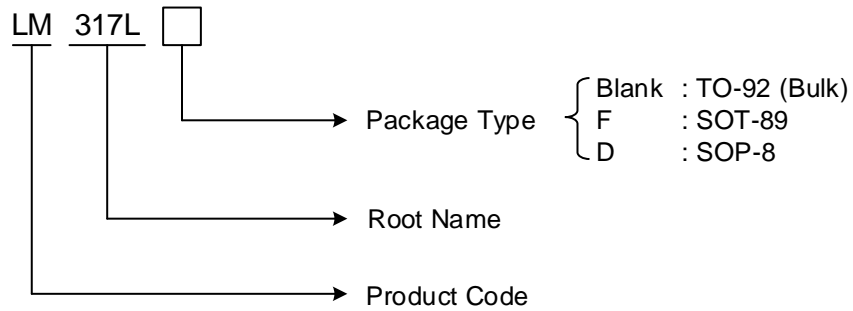 LM 317L
Package Type
Blank : TO-92 (Bulk)
F : SOT-89
D : SOP-8
Root Name
Product Code